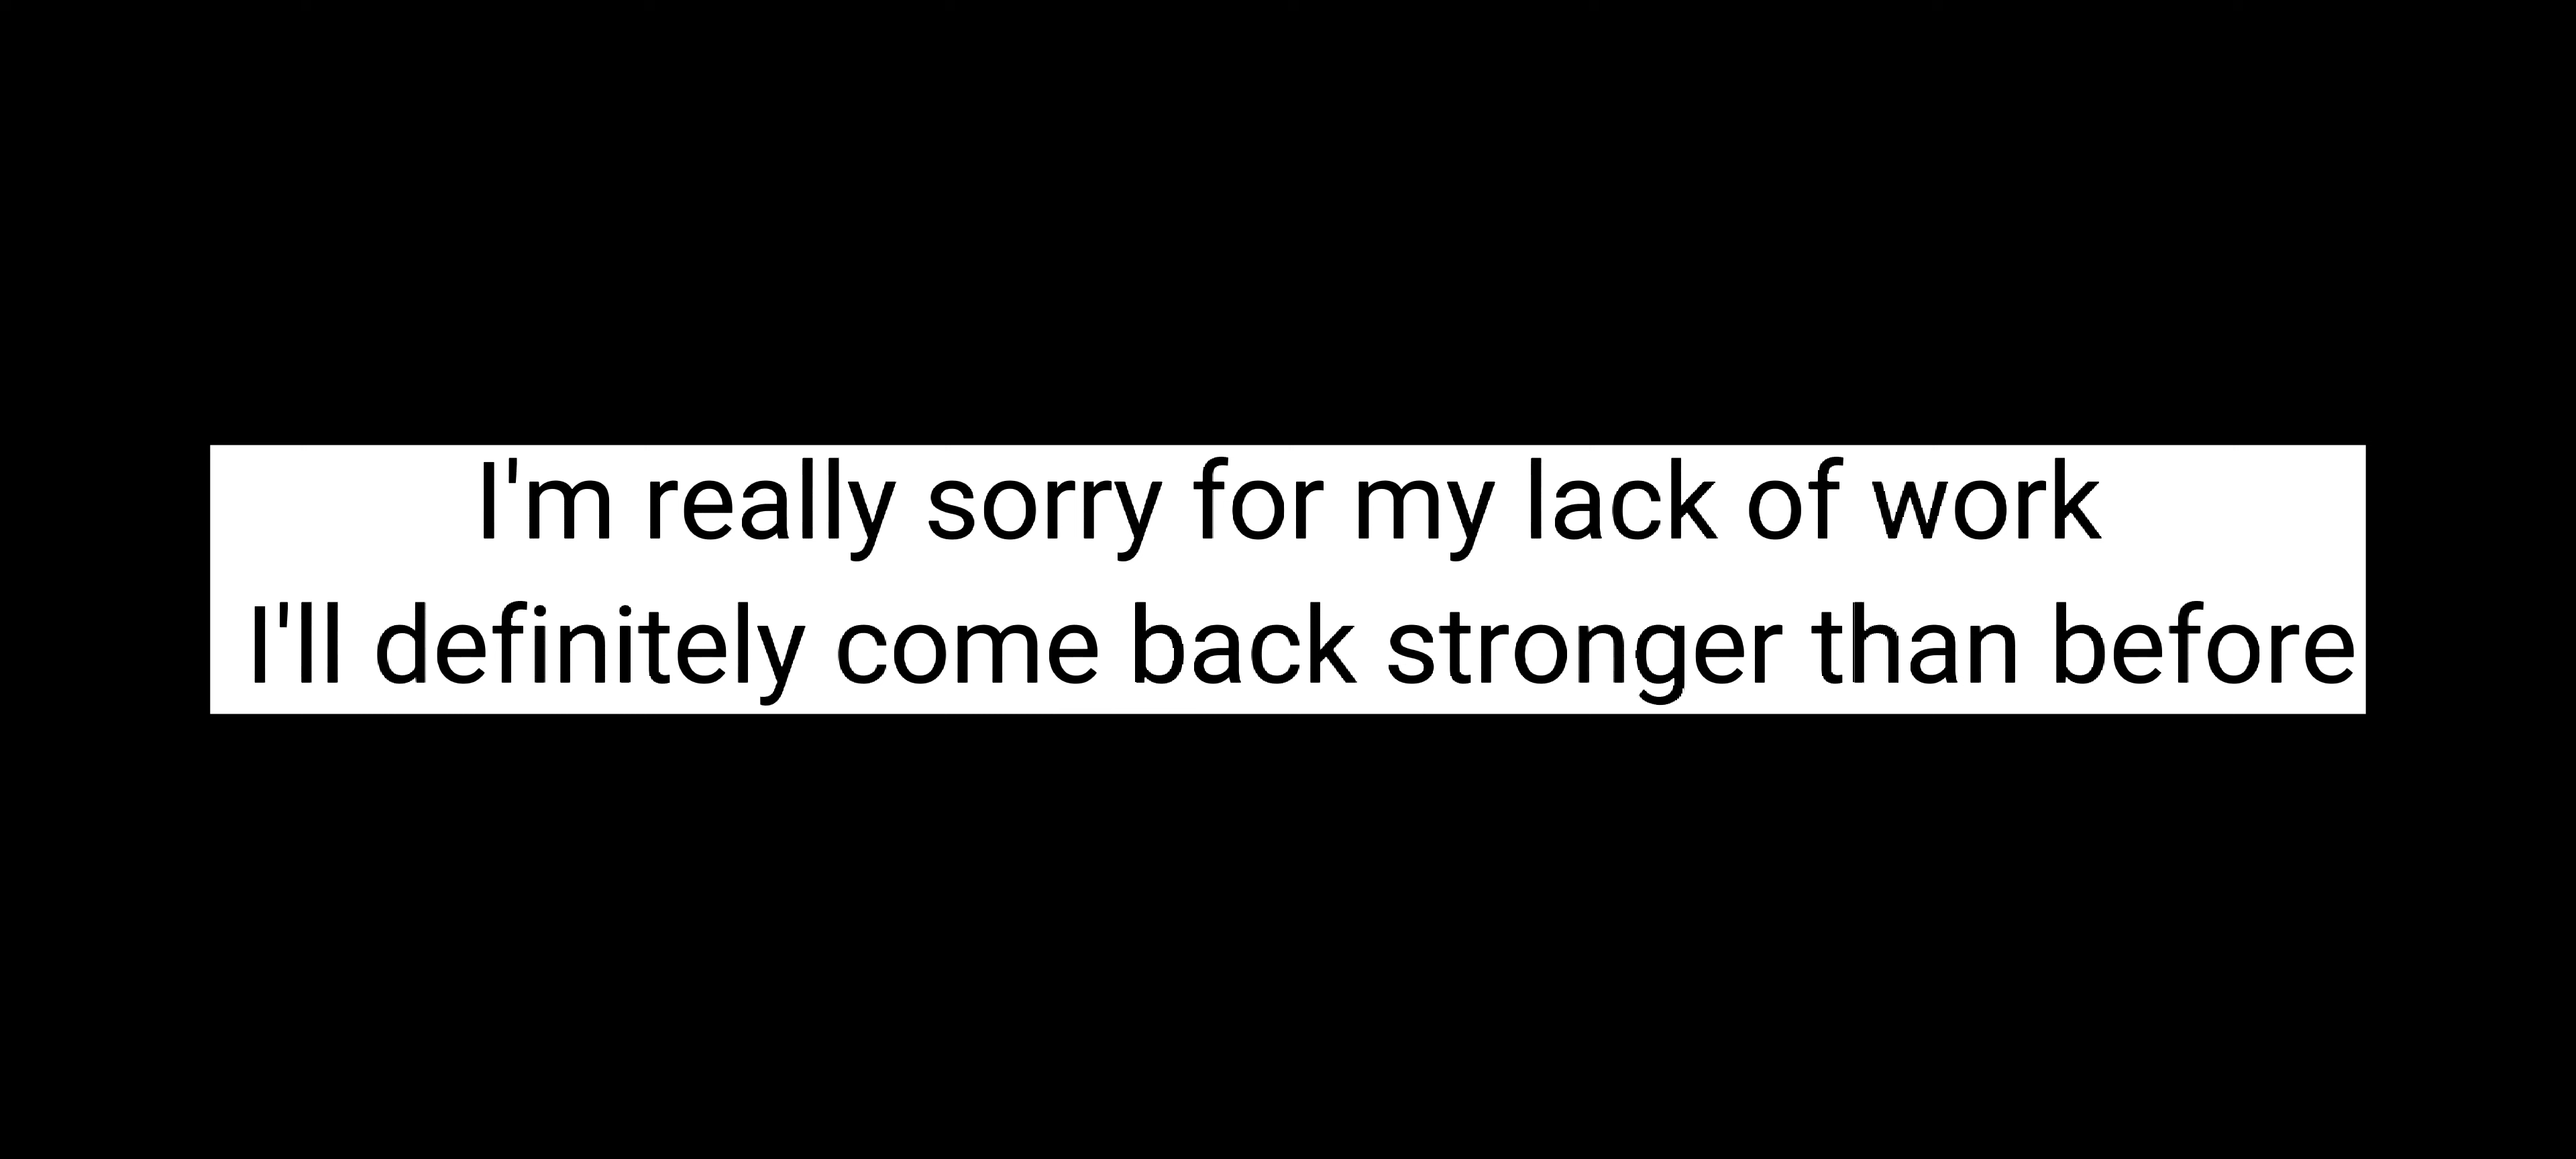 I'm really sorry for my lack of work
I'll definitely come back stronger than before